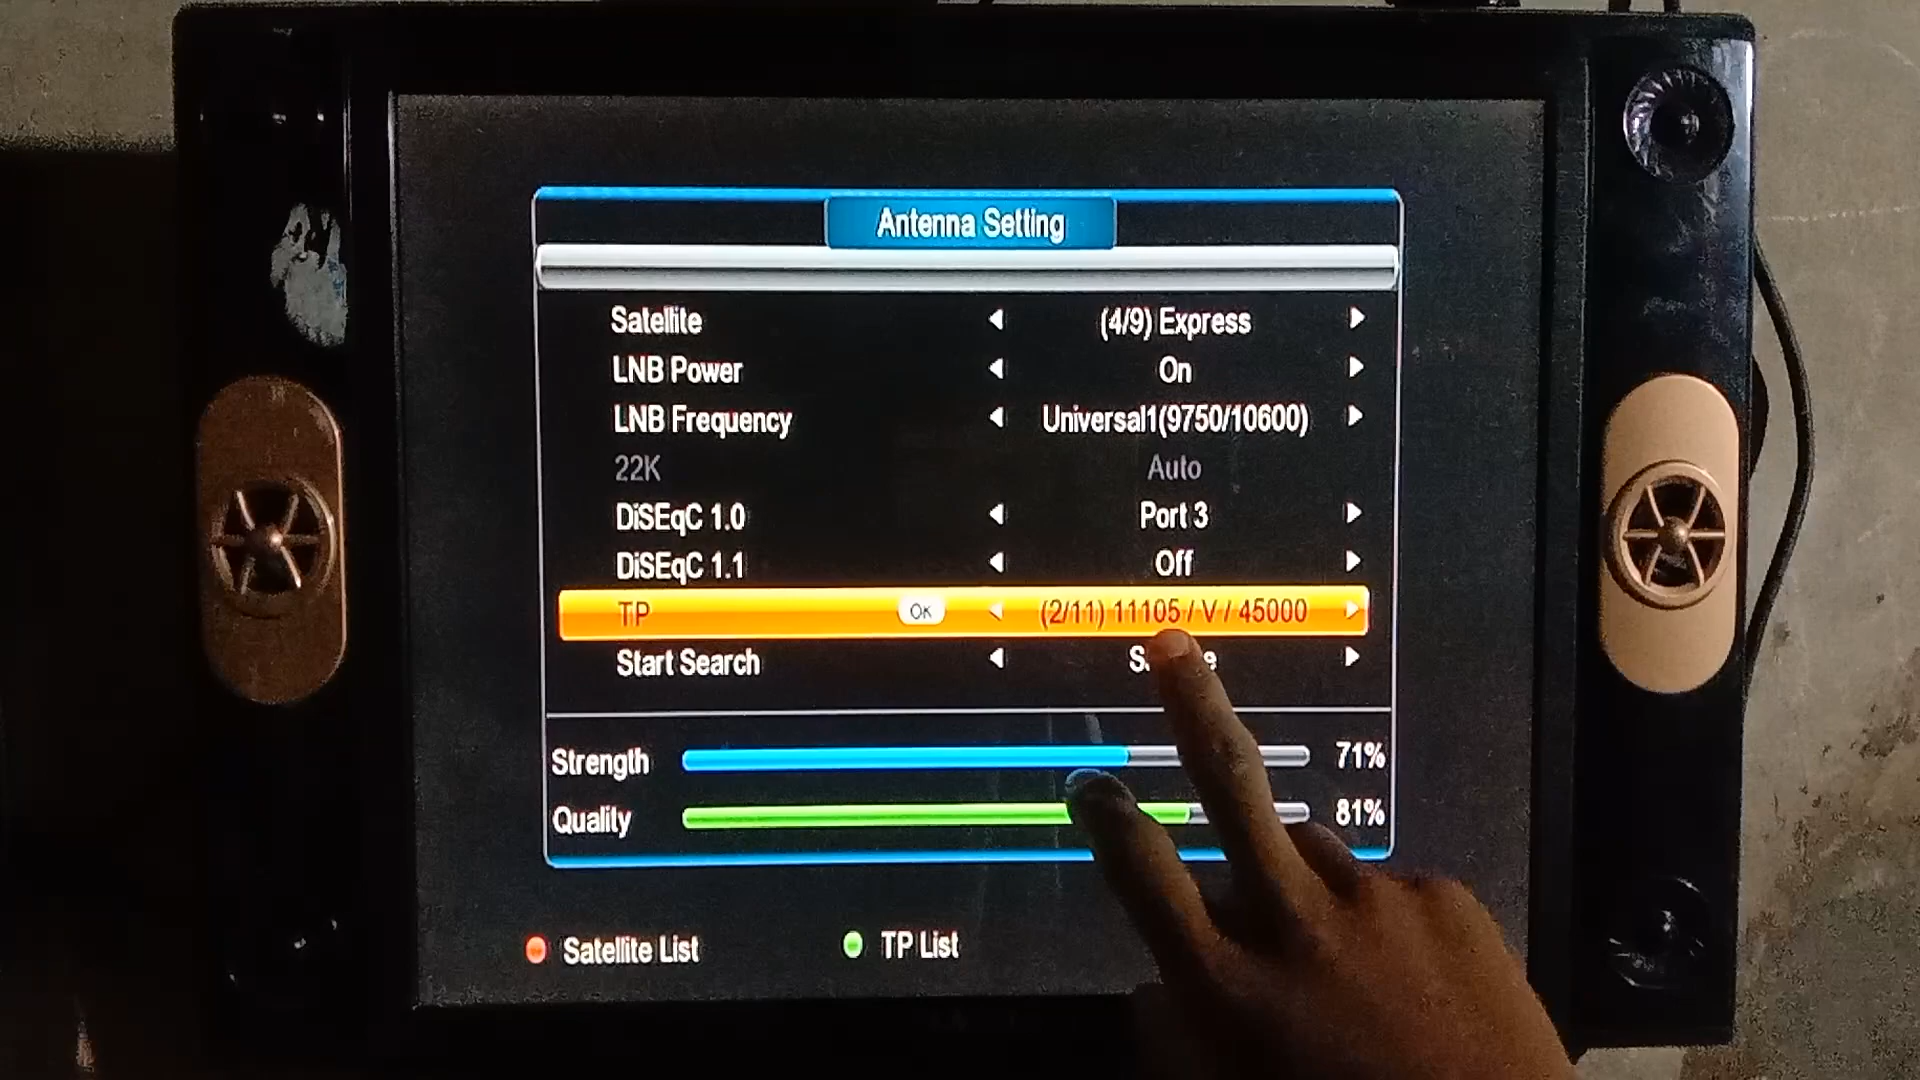 Antenna Setting
Satellite (4/9) Express
LNB Power On
LNB Frequency Universal1(9750/10600)
22K Auto
DiSEqC 1.0 Port 3
DiSEqC 1.1 Off
TP OK (2/11) 11105 / V / 45000
Start Search
Strength 71%
Quality 81%
Satellite List TP List